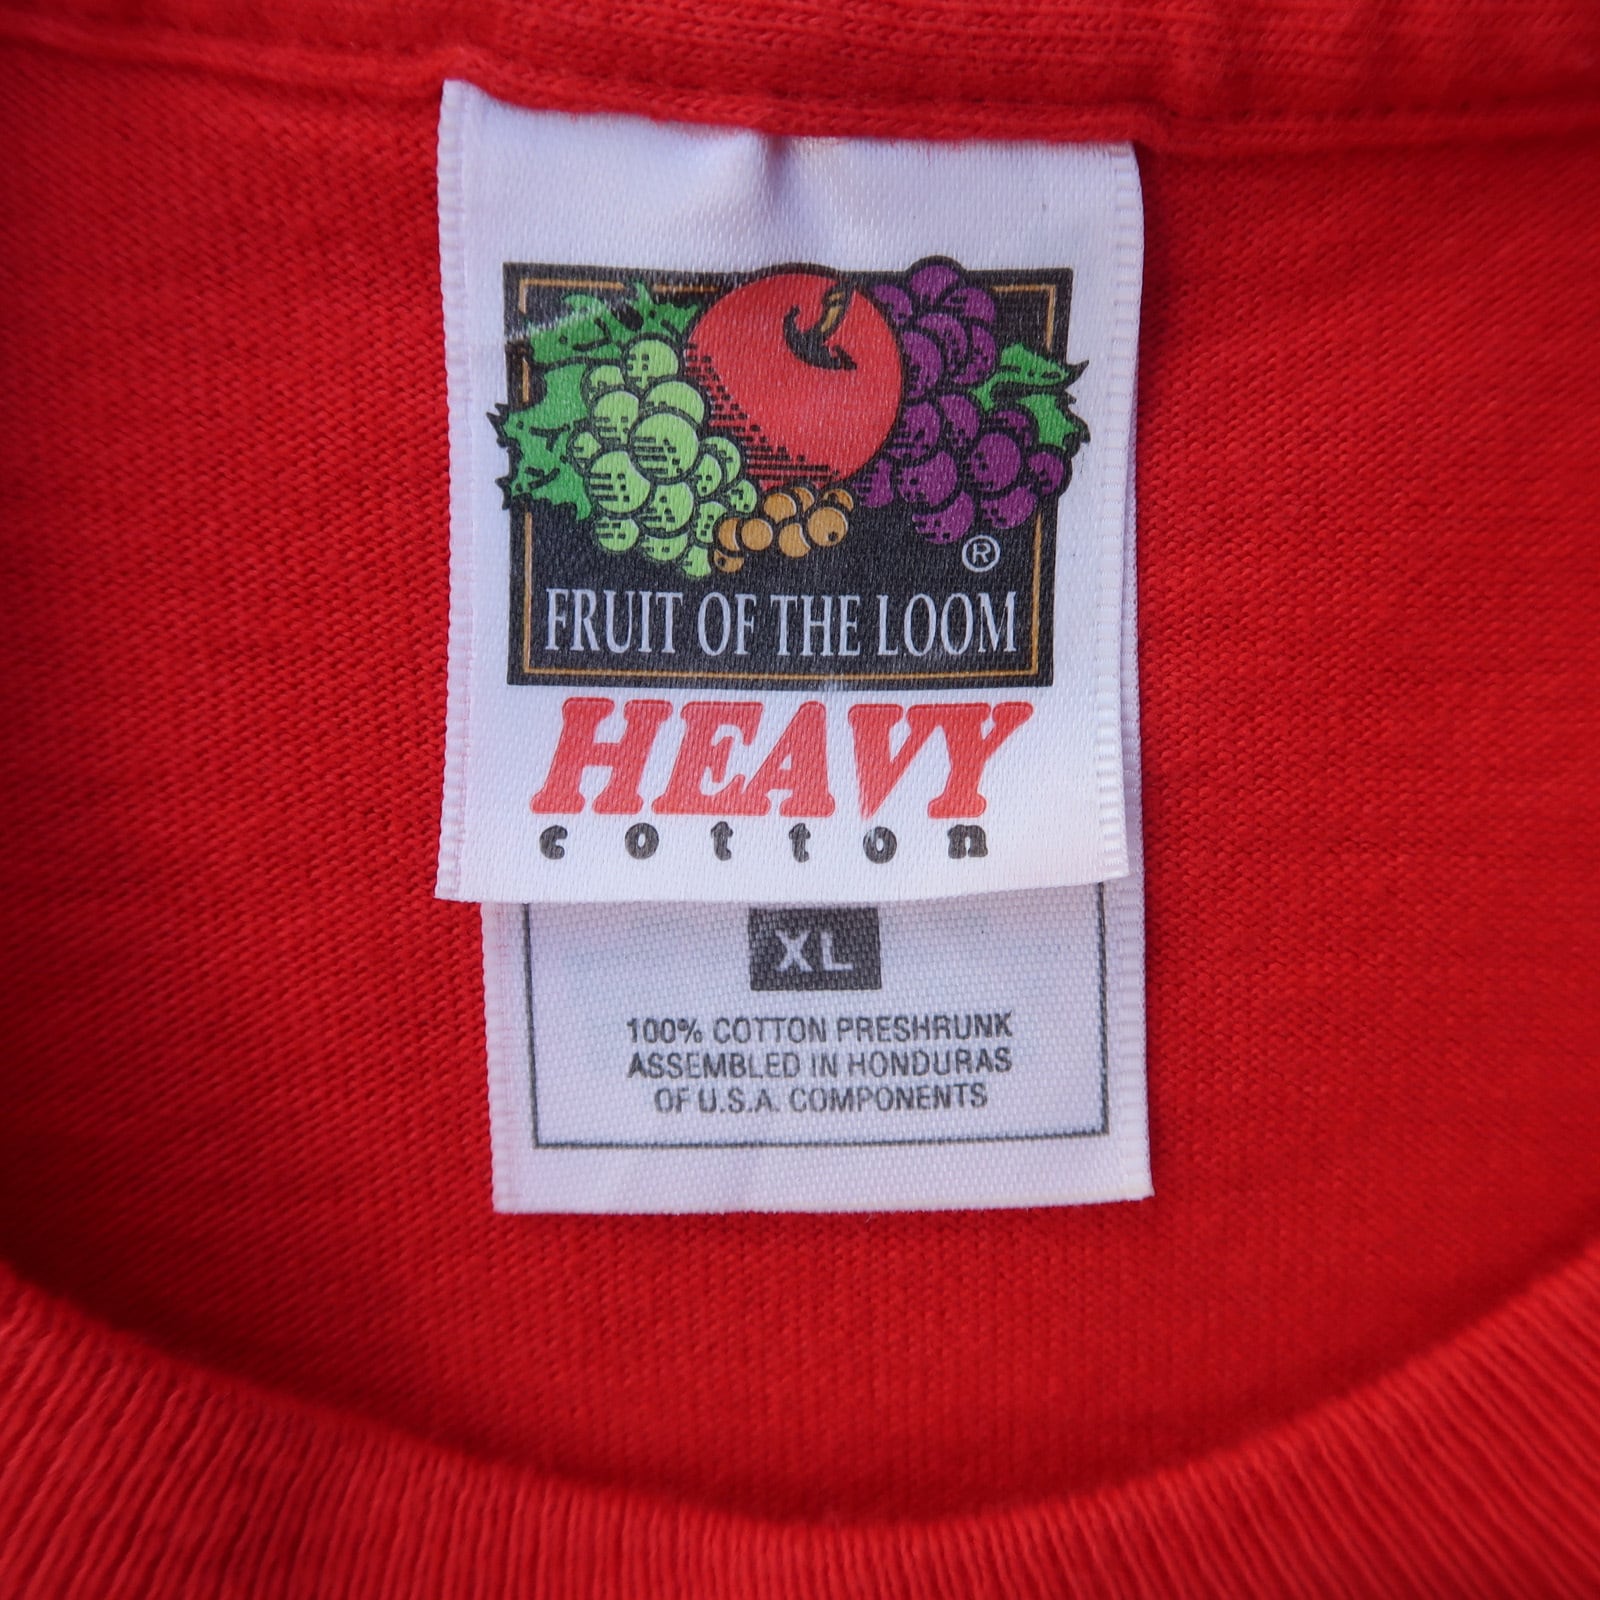 ®
FRUIT OF THE LOOM
HEAVY
cotton
XL
100% COTTON PRESHRUNK
ASSEMBLED IN HONDURAS
OF U.S.A. COMPONENTS